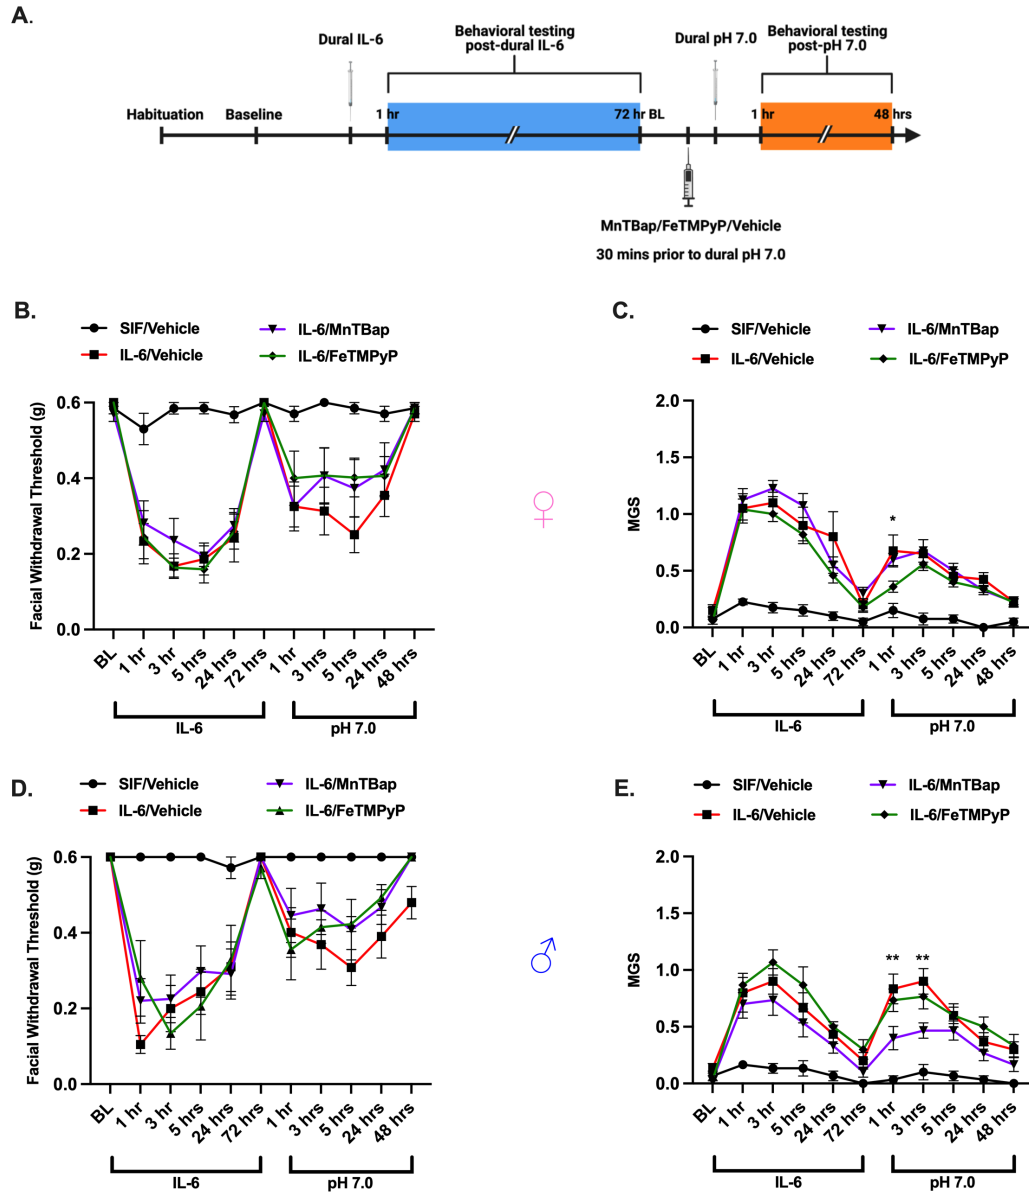 A.
Dural IL-6
Behavioral testing
post-dural IL-6
Dural pH 7.0
Behavioral testing
post-pH 7.0
Habituation
Baseline
1 hr
72 hr BL
1 hr
48 hrs
MnTBap/FeTMPyP/Vehicle
30 mins prior to dural pH 7.0
B.
SIF/Vehicle
IL-6/MnTBap
IL-6/Vehicle
IL-6/FeTMPyP
Facial Withdrawal Threshold (g)
0.6
0.4
0.2
0.0
BL
1 hr
3 hr
5 hrs
24 hrs
72 hrs
1 hr
3 hrs
5 hrs
24 hrs
48 hrs
IL-6
pH 7.0
♀
C.
SIF/Vehicle
IL-6/MnTBap
IL-6/Vehicle
IL-6/FeTMPyP
MGS
2.0
1.5
1.0
0.5
0.0
*
BL
1 hr
3 hr
5 hrs
24 hrs
72 hrs
1 hr
3 hrs
5 hrs
24 hrs
48 hrs
IL-6
pH 7.0
D.
SIF/Vehicle
IL-6/MnTBap
IL-6/Vehicle
IL-6/FeTMPyP
Facial Withdrawal Threshold (g)
0.6
0.4
0.2
0.0
BL
1 hr
3 hr
5 hrs
24 hrs
72 hrs
1 hr
3 hrs
5 hrs
24 hrs
48 hrs
IL-6
pH 7.0
♂
E.
SIF/Vehicle
IL-6/MnTBap
IL-6/Vehicle
IL-6/FeTMPyP
MGS
2.0
1.5
1.0
0.5
0.0
** **
BL
1 hr
3 hr
5 hrs
24 hrs
72 hrs
1 hr
3 hrs
5 hrs
24 hrs
48 hrs
IL-6
pH 7.0